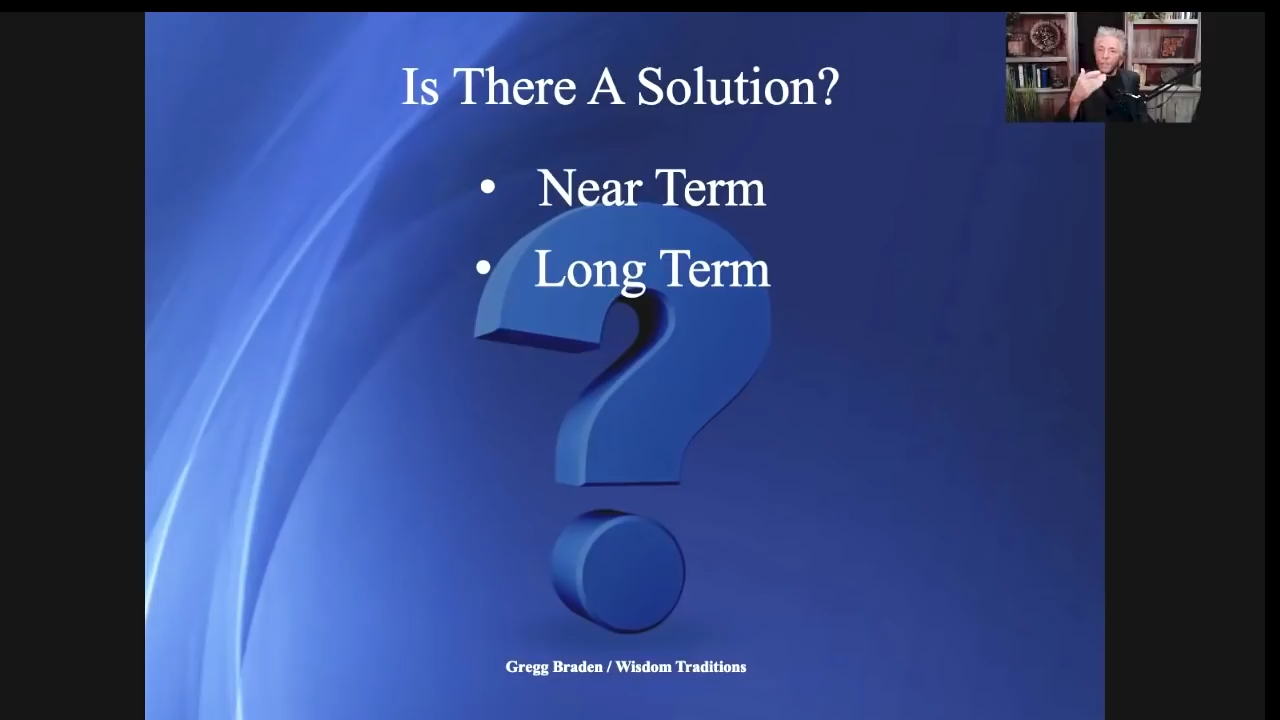 Is There A Solution?
• Near Term
• Long Term
Gregg Braden / Wisdom Traditions